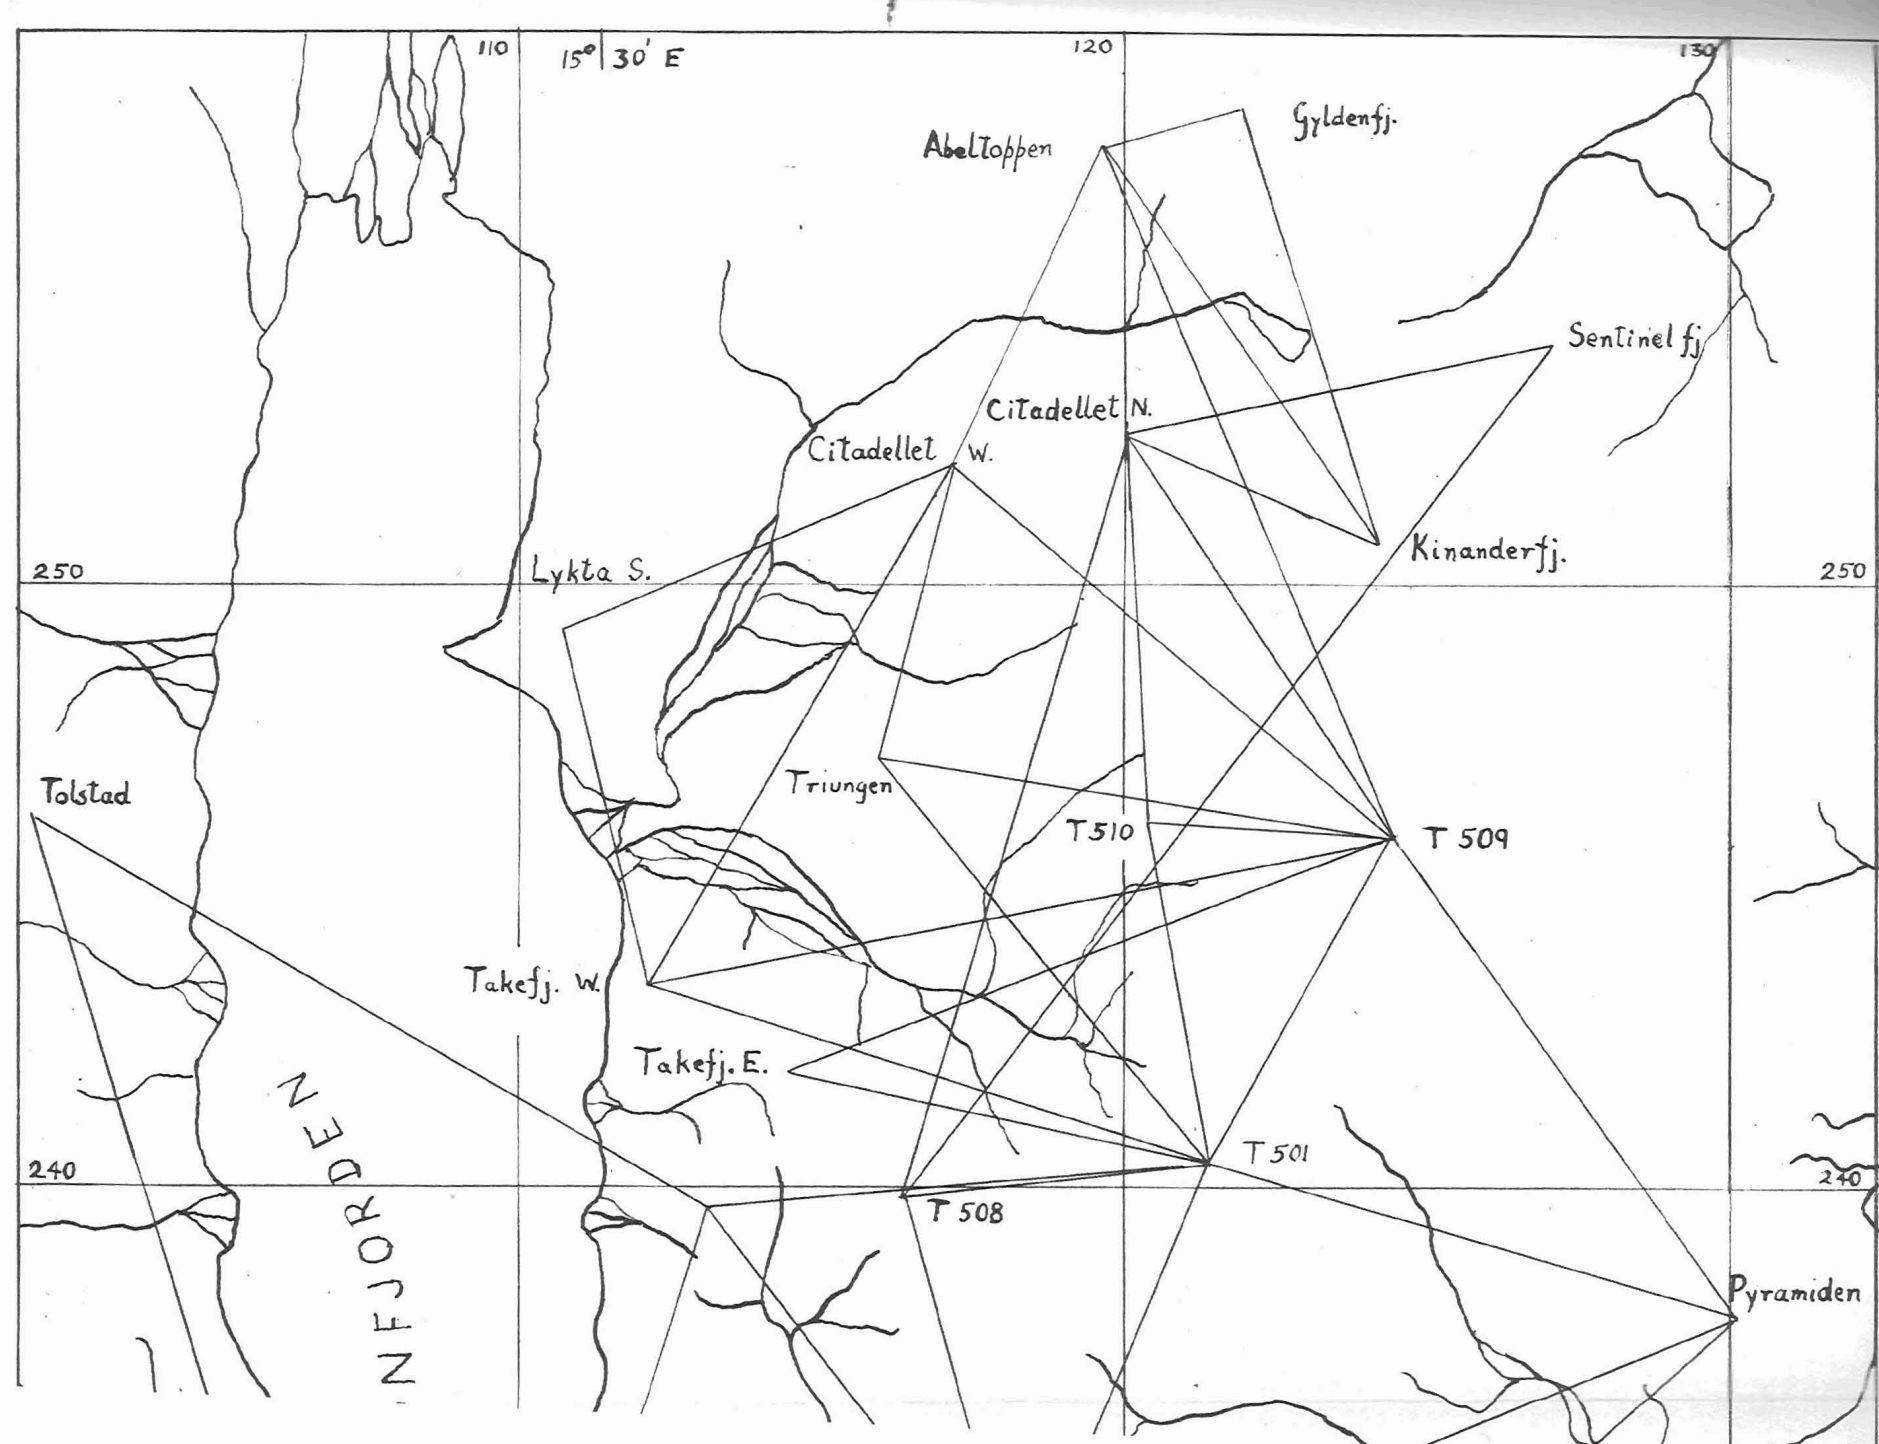 110
15° 30' E
120
130
Gyldenfj.
Abeltoppen
Sentinel fj
Citadellet N.
Citadellet W.
Kinanderfj.
250
Lykta S.
250
Tolstad
Triungen
T 510
T 509
Takefj. W.
Takefj. E.
T 501
240
240
T 508
Pyramiden
NFJORDEN